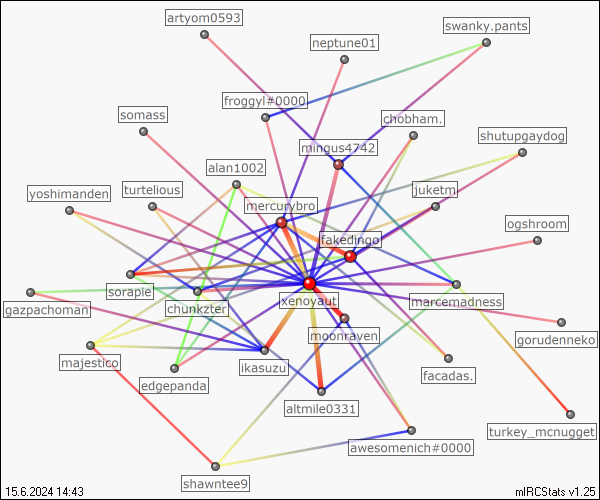 artyom0593
swanky.pants
neptune01
froggyl#0000
somass
chobham.
shutupgaydog
mingus4742
alan1002
yoshimanden
turtelious
juketm
mercurybro
ogshroom
fakedingo
sorapie
xenoyaut
marcemadness
gazpachoman
chunkzter
moonraven
gorudenneko
majestico
ikasuzu
facadas.
edgepanda
altmile0331
turkey_mcnugget
awesomenich#0000
shawntee9
15.6.2024 14:43
mIRCStats v1.25